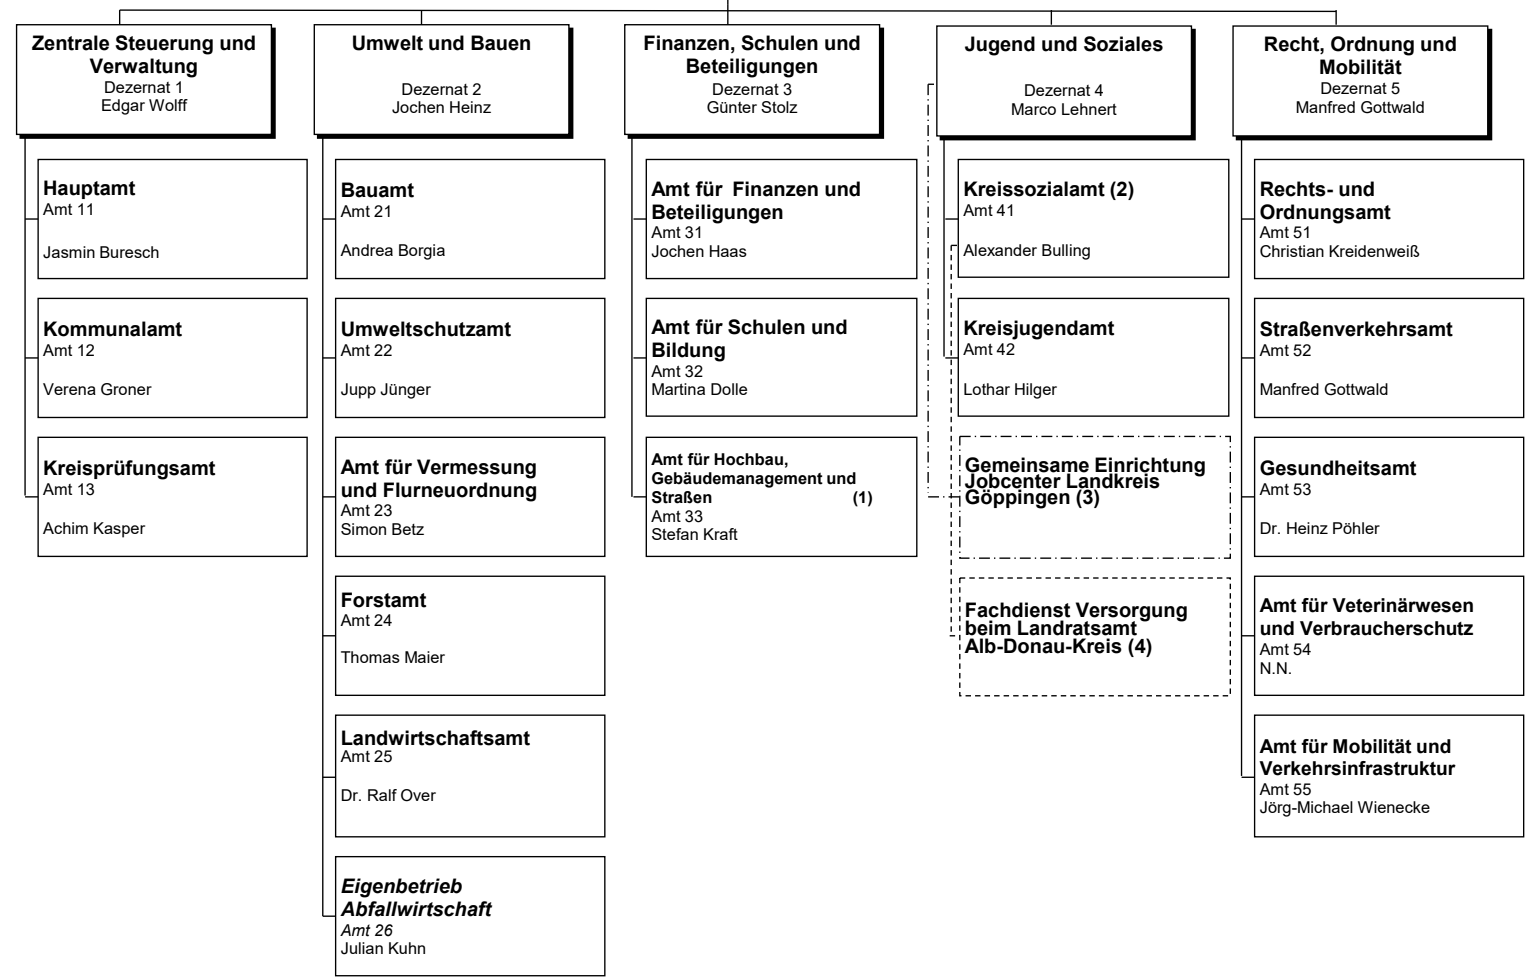 Zentrale Steuerung und
Verwaltung
Dezernat 1
Edgar Wolff
Hauptamt
Amt 11
Jasmin Buresch
Kommunalamt
Amt 12
Verena Groner
Kreisprüfungsamt
Amt 13
Achim Kasper
Umwelt und Bauen
Dezernat 2
Jochen Heinz
Bauamt
Amt 21
Andrea Borgia
Umweltschutzamt
Amt 22
Jupp Jünger
Amt für Vermessung
und Flurneuordnung
Amt 23
Simon Betz
Forstamt
Amt 24
Thomas Maier
Landwirtschaftsamt
Amt 25
Dr. Ralf Over
Eigenbetrieb
Abfallwirtschaft
Amt 26
Julian Kuhn
Finanzen, Schulen und
Beteiligungen
Dezernat 3
Günter Stolz
Amt für Finanzen und
Beteiligungen
Amt 31
Jochen Haas
Amt für Schulen und
Bildung
Amt 32
Martina Dolle
Amt für Hochbau,
Gebäudemanagement und
Straßen (1)
Amt 33
Stefan Kraft
Jugend und Soziales
Dezernat 4
Marco Lehnert
Kreissozialamt (2)
Amt 41
Alexander Bulling
Kreisjugendamt
Amt 42
Lothar Hilger
Gemeinsame Einrichtung
Jobcenter Landkreis
Göppingen (3)
Fachdienst Versorgung
beim Landratsamt
Alb-Donau-Kreis (4)
Recht, Ordnung und
Mobilität
Dezernat 5
Manfred Gottwald
Rechts- und
Ordnungsamt
Amt 51
Christian Kreidenweiß
Straßenverkehrsamt
Amt 52
Manfred Gottwald
Gesundheitsamt
Amt 53
Dr. Heinz Pöhler
Amt für Veterinärwesen
und Verbraucherschutz
Amt 54
N.N.
Amt für Mobilität und
Verkehrsinfrastruktur
Amt 55
Jörg-Michael Wienecke